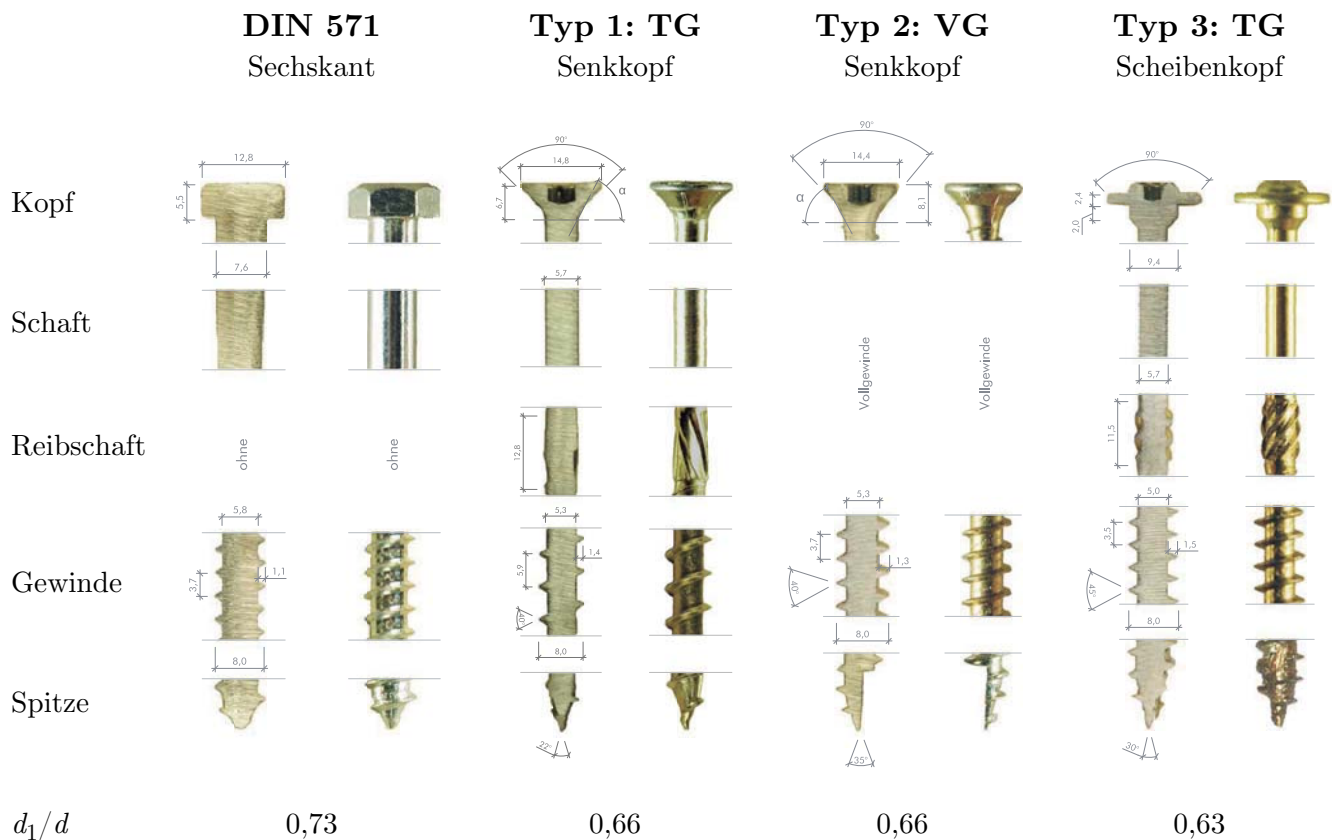 DIN 571 Typ 1: TG Typ 2: VG Typ 3: TG
Sechskant Senkkopf Senkkopf Scheibenkopf
Kopf
12,8
5,5
90°
14,8
6,7
α
90°
14,4
α
8,1
90°
2,4
2,0
Schaft
7,6
5,7
Vollgewinde
Vollgewinde
9,4
Reibschaft
ohne
ohne
12,8
5,7
11,5
Gewinde
5,8
3,7
1,1
5,3
5,9
1,4
40°
5,3
3,7
1,3
40°
5,0
3,5
1,5
45°
Spitze
8,0
8,0
22°
8,0
35°
8,0
30°
d₁/d 0,73 0,66 0,66 0,63